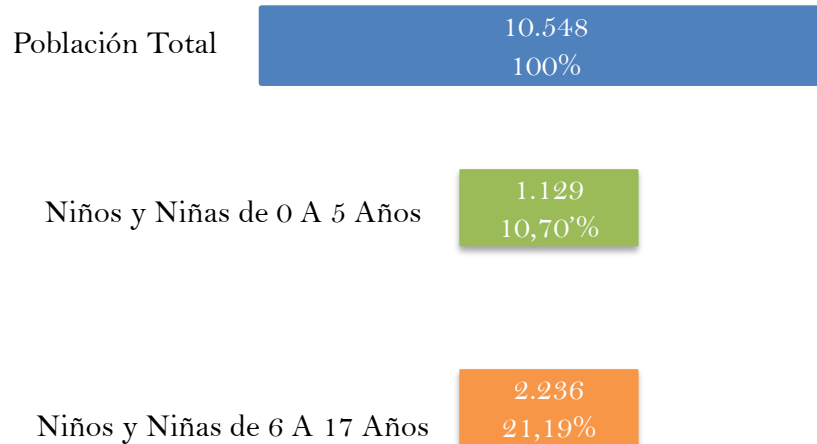 Población Total
10.548
100%
Niños y Niñas de 0 A 5 Años
1.129
10,70’%
Niños y Niñas de 6 A 17 Años
2.236
21,19%